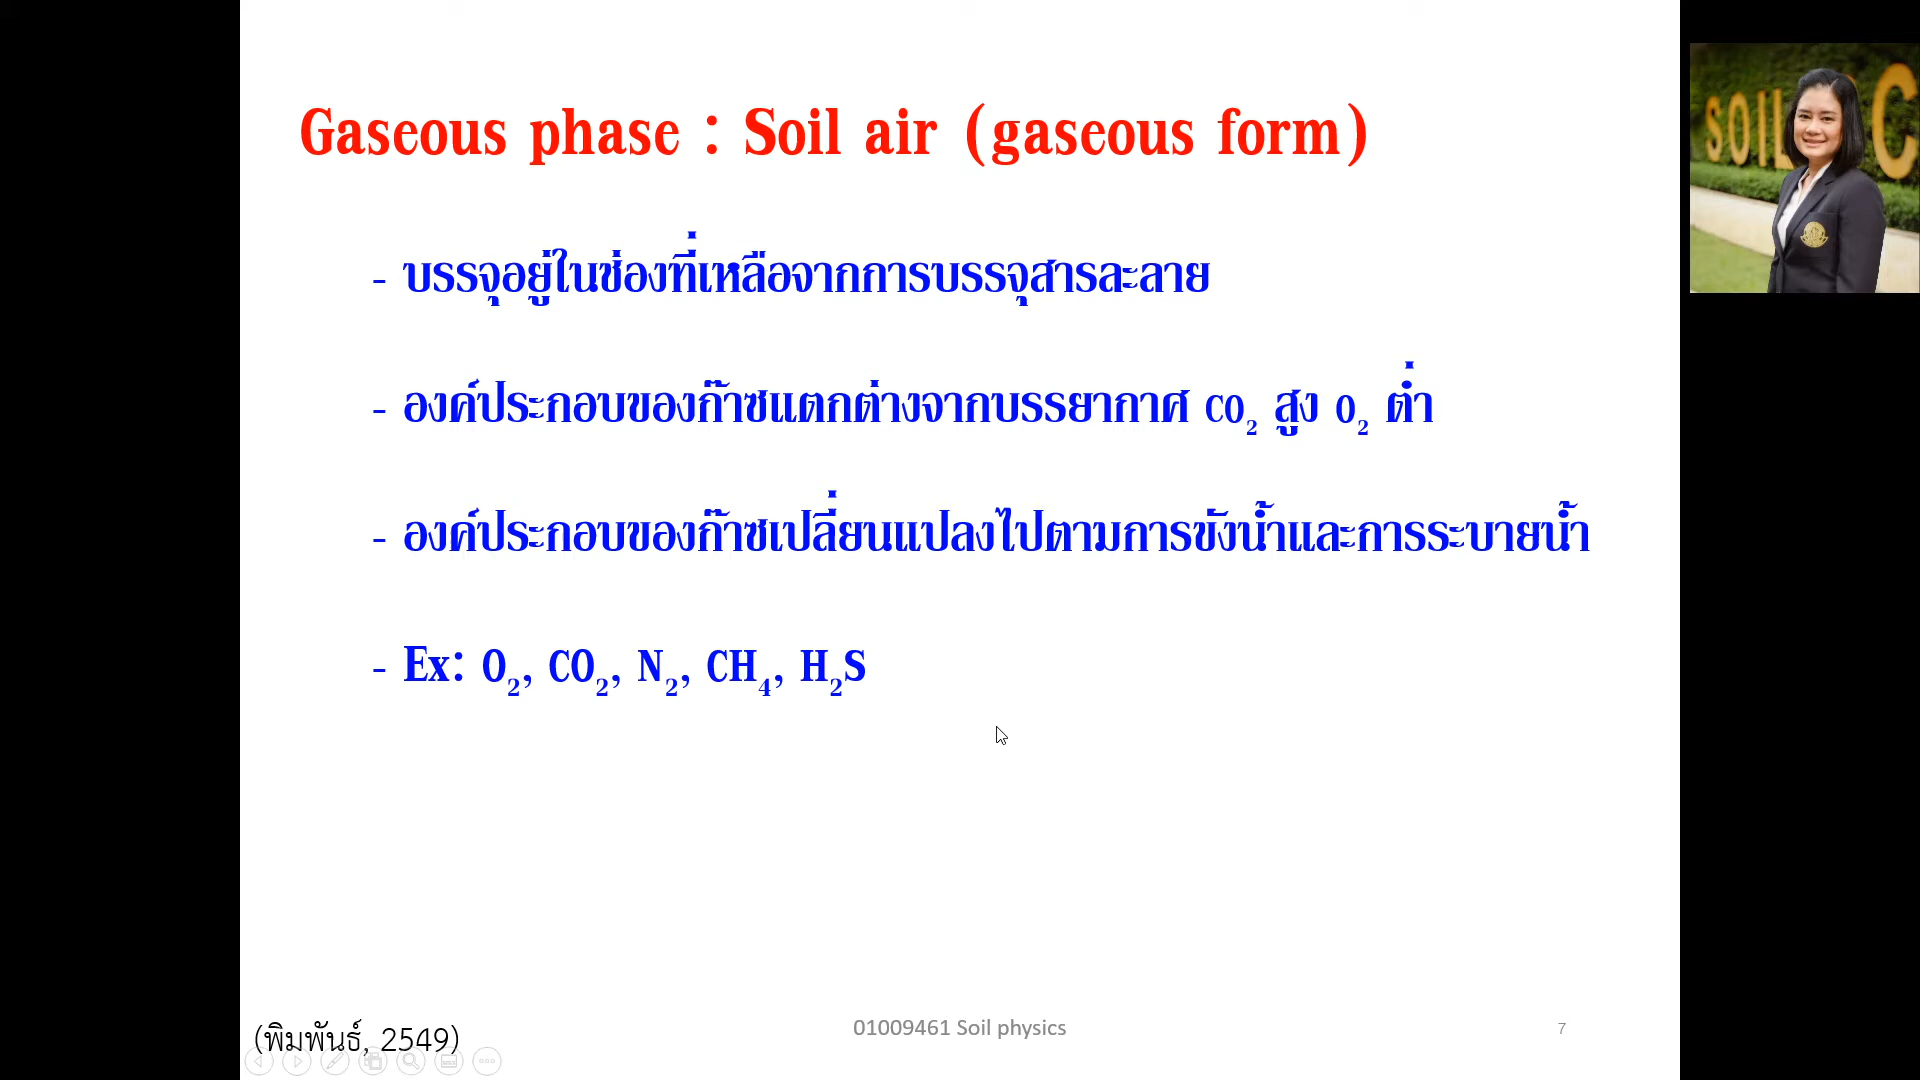 Gaseous phase : Soil air (gaseous form)
SOIL C
- บรรจุอยู่ในช่องที่เหลือจากการบรรจุสารละลาย
- องค์ประกอบของก๊าซแตกต่างจากบรรยากาศ CO₂ สูง O₂ ต่ำ
- องค์ประกอบของก๊าซเปลี่ยนแปลงไปตามการขังน้ำและการระบายน้ำ
- Ex: O₂, CO₂, N₂, CH₄, H₂S
(พิมพันธ์, 2549)
01009461 Soil physics
7